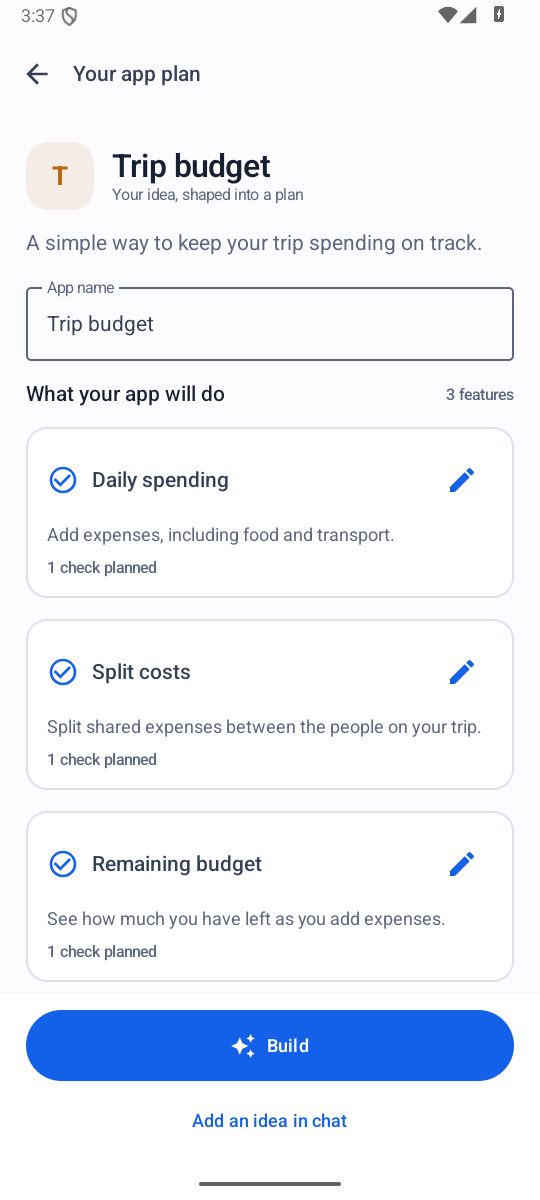 3:37
Your app plan
T
Trip budget
Your idea, shaped into a plan
A simple way to keep your trip spending on track.
App name
Trip budget
What your app will do
3 features
Daily spending
Add expenses, including food and transport.
1 check planned
Split costs
Split shared expenses between the people on your trip.
1 check planned
Remaining budget
See how much you have left as you add expenses.
1 check planned
Build
Add an idea in chat